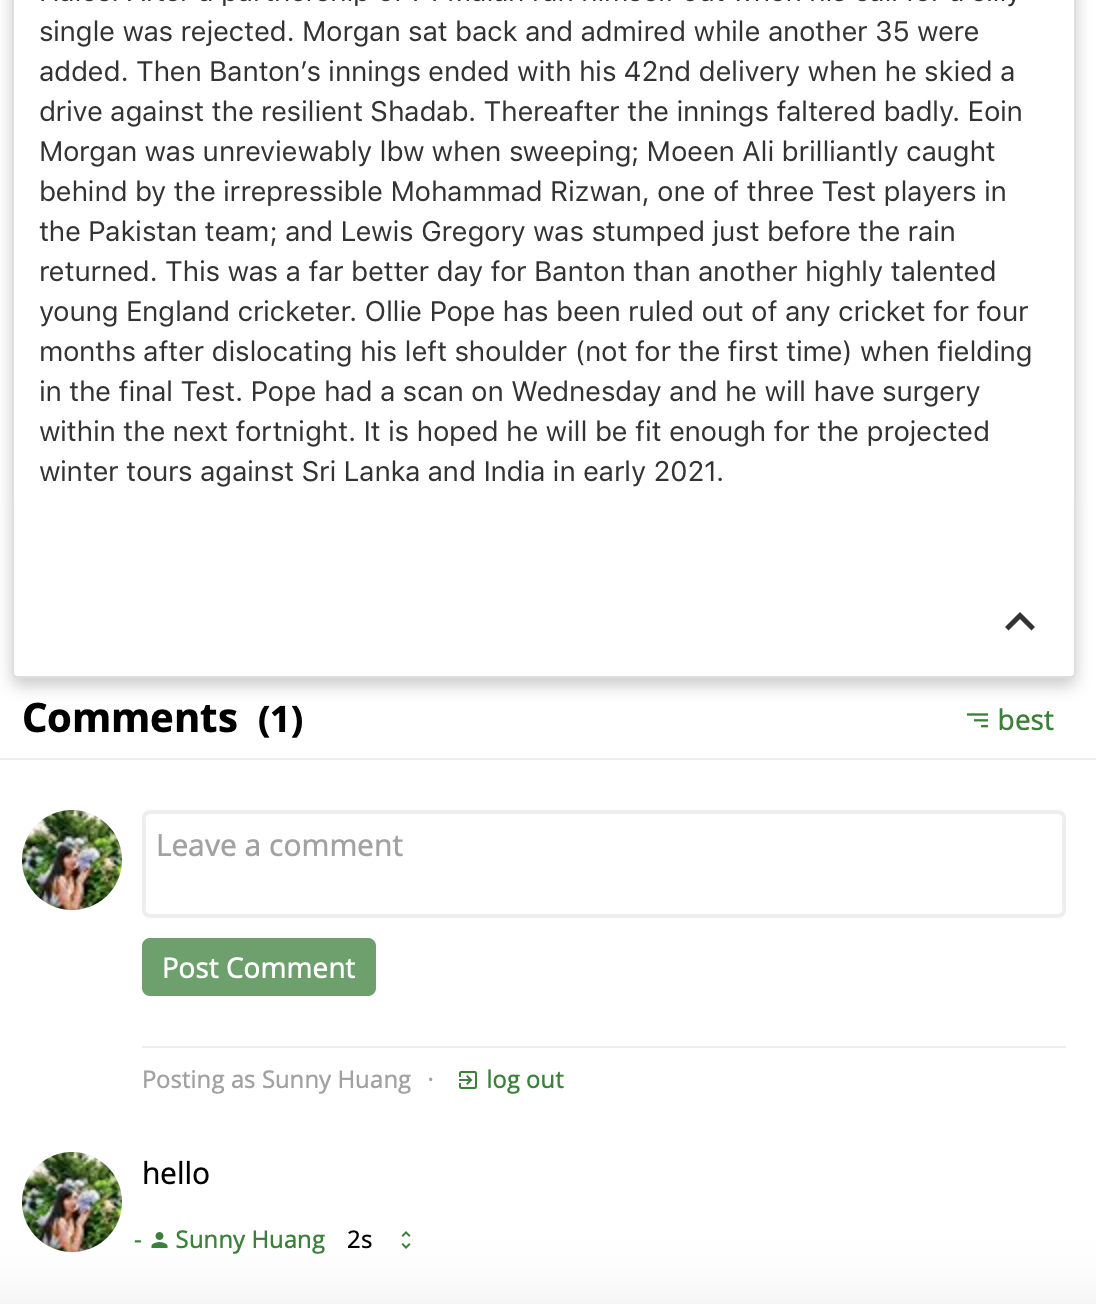 single was rejected. Morgan sat back and admired while another 35 were
added. Then Banton’s innings ended with his 42nd delivery when he skied a
drive against the resilient Shadab. Thereafter the innings faltered badly. Eoin
Morgan was unreviewably lbw when sweeping; Moeen Ali brilliantly caught
behind by the irrepressible Mohammad Rizwan, one of three Test players in
the Pakistan team; and Lewis Gregory was stumped just before the rain
returned. This was a far better day for Banton than another highly talented
young England cricketer. Ollie Pope has been ruled out of any cricket for four
months after dislocating his left shoulder (not for the first time) when fielding
in the final Test. Pope had a scan on Wednesday and he will have surgery
within the next fortnight. It is hoped he will be fit enough for the projected
winter tours against Sri Lanka and India in early 2021.
Comments (1)
best
Leave a comment
Post Comment
Posting as Sunny Huang · log out
hello
- Sunny Huang 2s